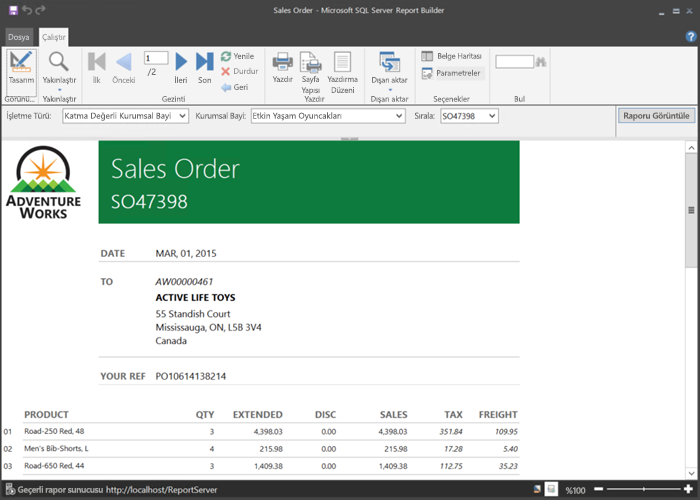 Sales Order - Microsoft SQL Server Report Builder
Dosya Çalıştır
Tasarım Yakınlaştır İlk Önceki 1 /2 İleri Son Yenile Durdur Geri Yazdır Sayfa Yapısı Yazdırma Düzeni Dışarı aktar Belge Haritası Parametreler
Görünü... Yakınlaştır Gezinti Yazdır Dışarı aktar Seçenekler Bul
İşletme Türü: Katma Değerli Kurumsal Bayi Kurumsal Bayi: Etkin Yaşam Oyuncakları Sırala: SO47398 Raporu Görüntüle
ADVENTURE
WORKS
Sales Order
SO47398
DATE MAR, 01, 2015
TO AW00000461
ACTIVE LIFE TOYS
55 Standish Court
Mississauga, ON, L5B 3V4
Canada
YOUR REF PO10614138214
PRODUCT QTY EXTENDED DISC SALES TAX FREIGHT
01 Road-250 Red, 48 3 4,398.03 0.00 4,398.03 351.84 109.95
02 Men's Bib-Shorts, L 4 215.98 0.00 215.98 17.28 5.40
03 Road-650 Red, 44 3 1,409.38 0.00 1,409.38 112.75 35.23
Geçerli rapor sunucusu http://localhost/ReportServer %100